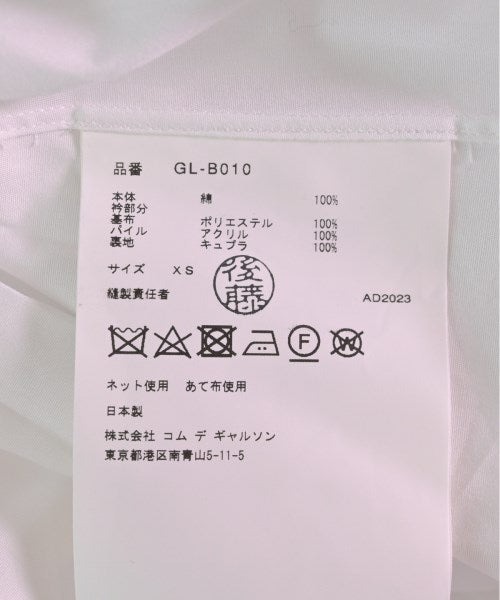 品番 GL-B010
本体 綿 100%
衿部分
基布 ポリエステル 100%
パイル アクリル 100%
裏地 キュプラ 100%
サイズ XS
後藤
縫製責任者 AD2023
F W
ネット使用 あて布使用
日本製
株式会社 コム デ ギャルソン
東京都港区南青山5-11-5